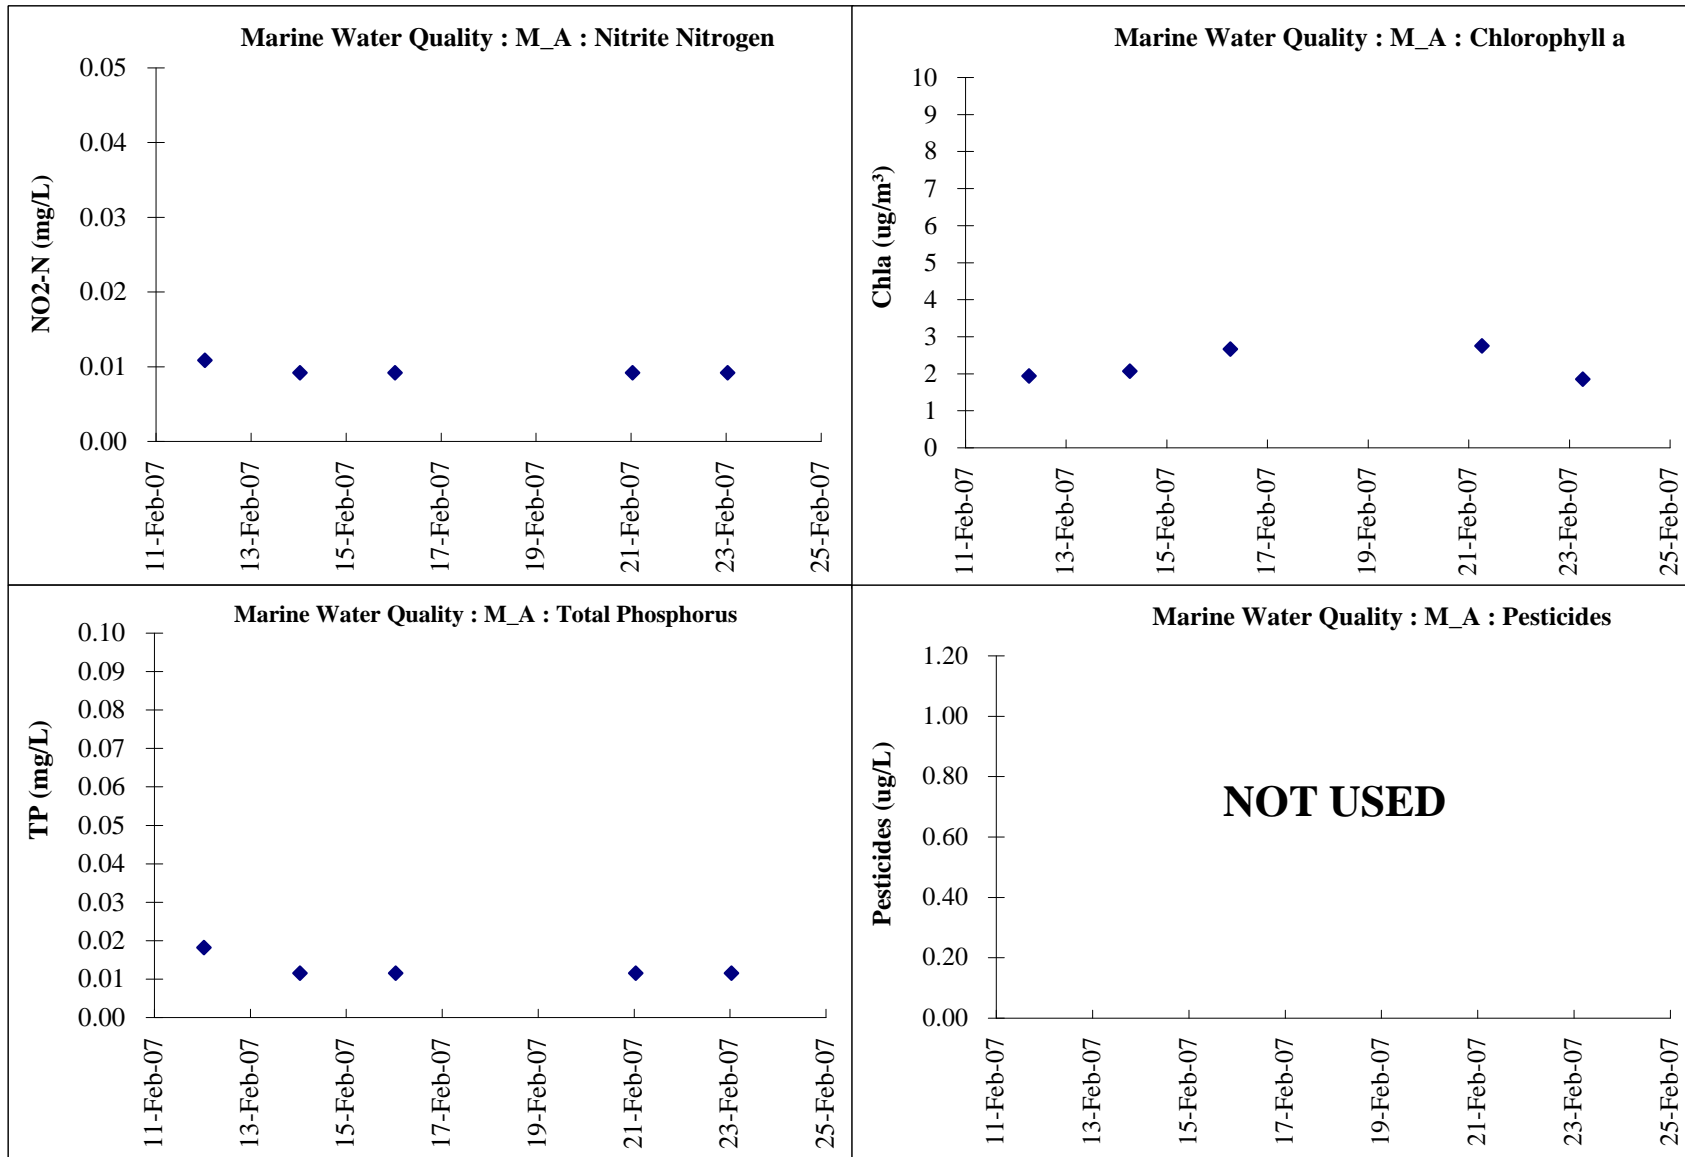 Marine Water Quality : M_A : Nitrite Nitrogen
NO2-N (mg/L)
0.05
0.04
0.03
0.02
0.01
0.00
11-Feb-07
13-Feb-07
15-Feb-07
17-Feb-07
19-Feb-07
21-Feb-07
23-Feb-07
25-Feb-07
Marine Water Quality : M_A : Chlorophyll a
Chla (ug/m³)
10
9
8
7
6
5
4
3
2
1
0
11-Feb-07
13-Feb-07
15-Feb-07
17-Feb-07
19-Feb-07
21-Feb-07
23-Feb-07
25-Feb-07
Marine Water Quality : M_A : Total Phosphorus
TP (mg/L)
0.10
0.09
0.08
0.07
0.06
0.05
0.04
0.03
0.02
0.01
0.00
11-Feb-07
13-Feb-07
15-Feb-07
17-Feb-07
19-Feb-07
21-Feb-07
23-Feb-07
25-Feb-07
Marine Water Quality : M_A : Pesticides
Pesticides (ug/L)
1.20
1.00
0.80
0.60
0.40
0.20
0.00
NOT USED
11-Feb-07
13-Feb-07
15-Feb-07
17-Feb-07
19-Feb-07
21-Feb-07
23-Feb-07
25-Feb-07